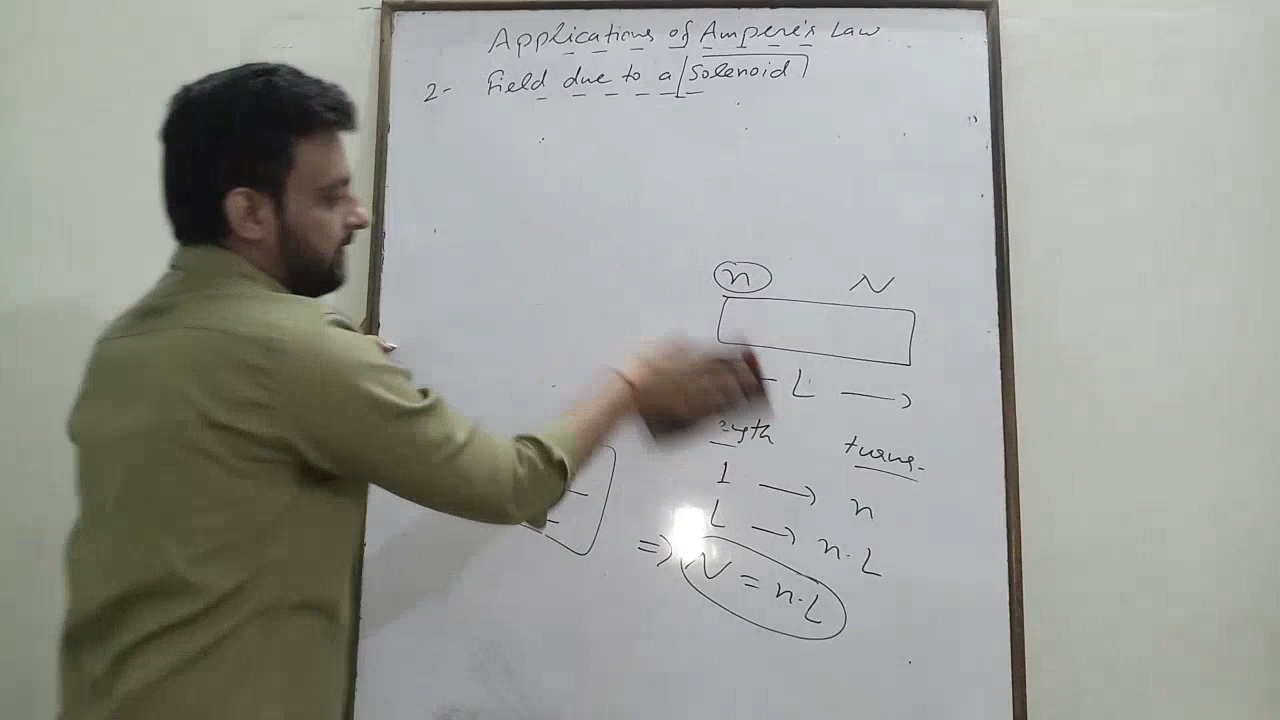 Applications of Ampere's Law
2- Field due to a Solenoid
n N
L →
turns
1 → n
L → n.L
⇒ N = n.L